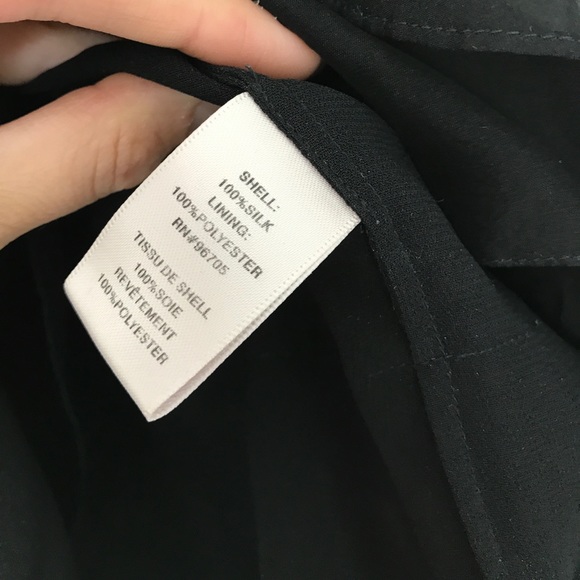 SHELL:
100%SILK
LINING:
100%POLYESTER
RN#96705
TISSU DE SHELL
100%SOIE
REVÊTEMENT
100%POLYESTER